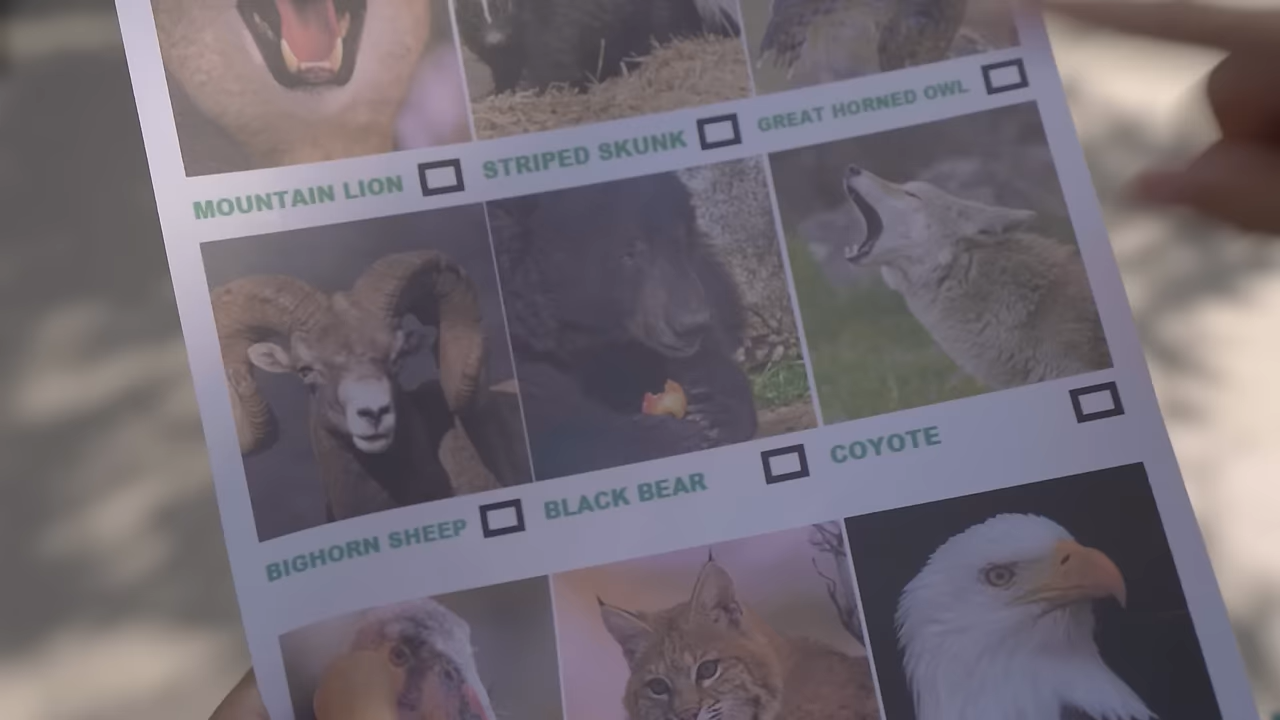 MOUNTAIN LION
STRIPED SKUNK
GREAT HORNED OWL
BIGHORN SHEEP
BLACK BEAR
COYOTE